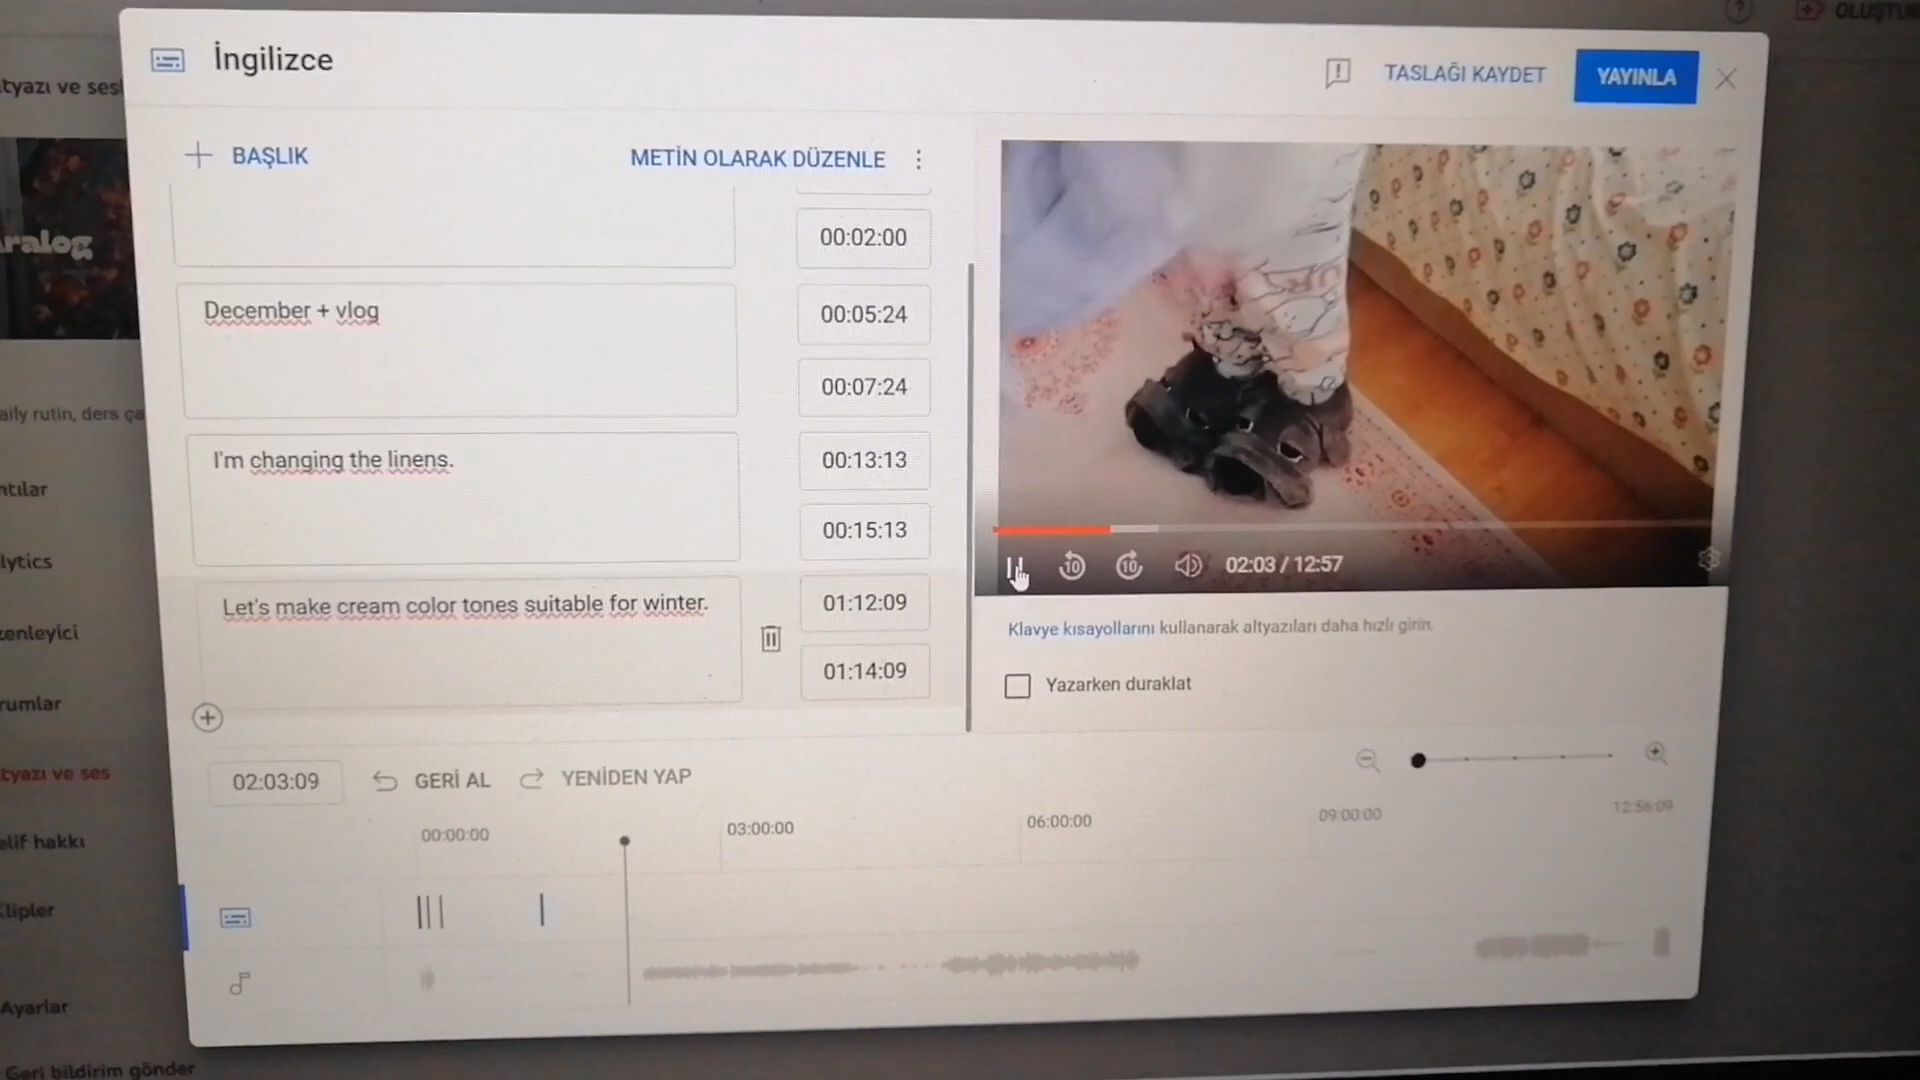 İngilizce
TASLAĞI KAYDET
YAYINLA
BAŞLIK
METİN OLARAK DÜZENLE
00:02:00
December + vlog
00:05:24
00:07:24
I'm changing the linens.
00:13:13
00:15:13
Let's make cream color tones suitable for winter.
01:12:09
01:14:09
10
10
02:03 / 12:57
Klavye kısayollarını kullanarak altyazıları daha hızlı girin.
Yazarken duraklat
02:03:09
GERİ AL
YENİDEN YAP
00:00:00
03:00:00
06:00:00
09:00:00
12:56:09
tyazı ve sesl
ralog
aily rutin, ders ça
ntılar
lytics
zenleyici
rumlar
tyazı ve ses
elif hakkı
Klipler
Ayarlar
Geri bildirim gönder
OLUŞTUR